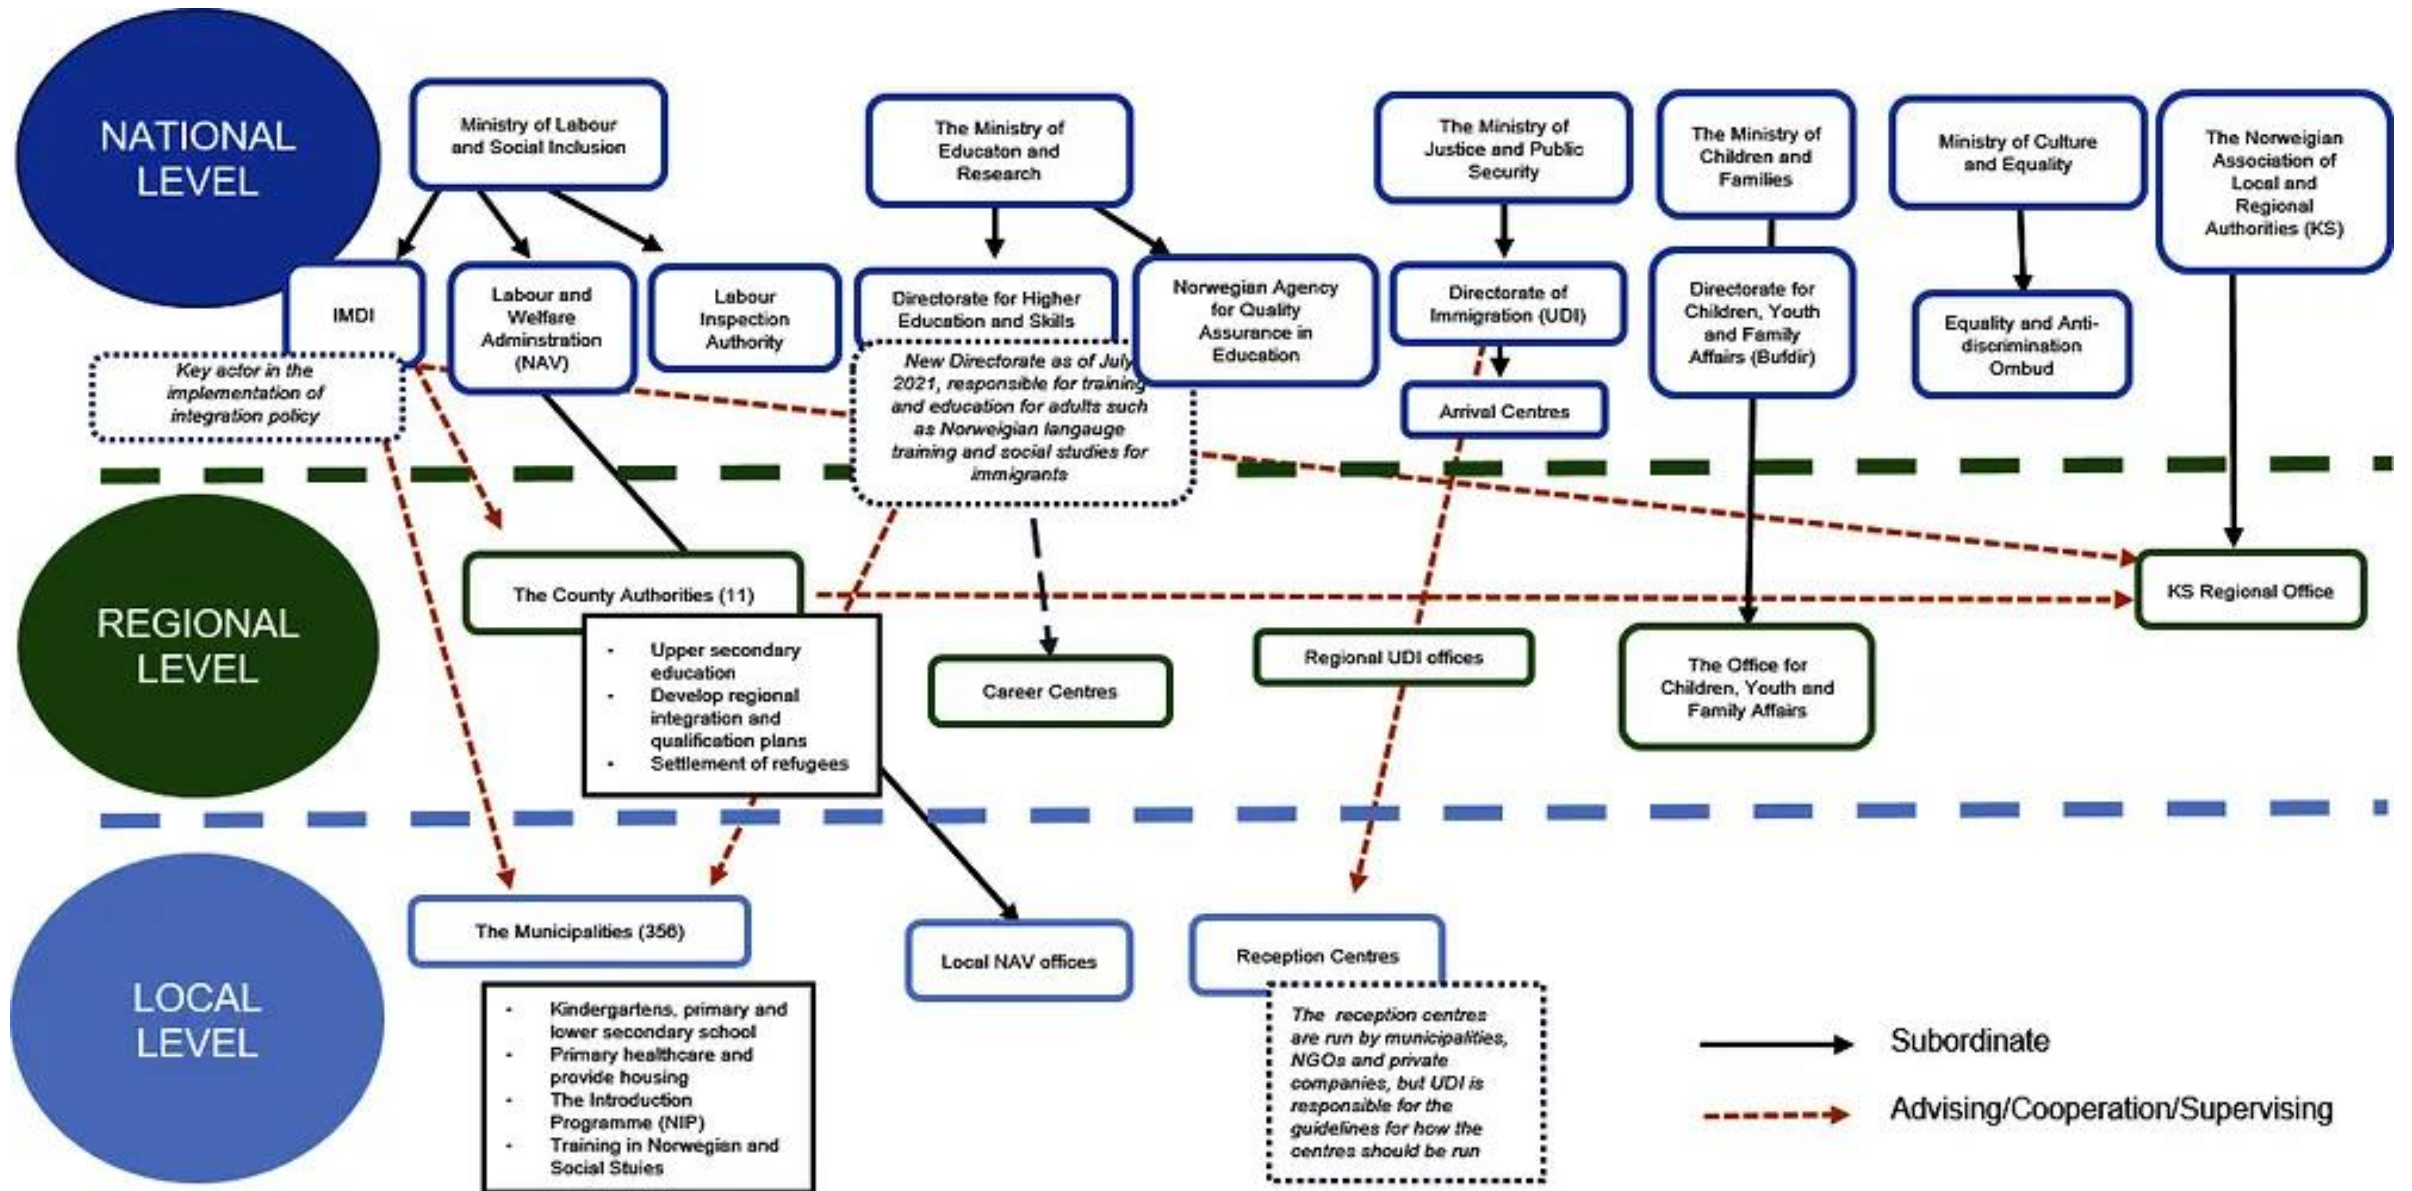 NATIONAL
LEVEL
Ministry of Labour
and Social Inclusion
The Ministry of
Educaton and
Research
The Ministry of
Justice and Public
Security
The Ministry of
Children and
Families
Ministry of Culture
and Equality
The Norweigian
Association of
Local and
Regional
Authorities (KS)
IMDI
Labour and
Welfare
Adminstration
(NAV)
Labour
Inspection
Authority
Directorate for Higher
Education and Skills
Norwegian Agency
for Quality
Assurance in
Education
Directorate of
Immigration (UDI)
Directorate for
Children, Youth
and Family
Affairs (Bufdir)
Equality and Anti-
discrimination
Ombud
Key actor in the
implementation of
integration policy
New Directorate as of July
2021, responsible for training
and education for adults such
as Norweigian langauge
training and social studies for
immigrants
Arrival Centres
REGIONAL
LEVEL
The County Authorities (11)
- Upper secondary
education
- Develop regional
integration and
qualification plans
- Settlement of refugees
Career Centres
Regional UDI offices
The Office for
Children, Youth and
Family Affairs
KS Regional Office
LOCAL
LEVEL
The Municipalities (356)
- Kindergartens, primary and
lower secondary school
- Primary healthcare and
provide housing
- The Introduction
Programme (NIP)
- Training in Norwegian and
Social Stuies
Local NAV offices
Reception Centres
The reception centres
are run by municipalities,
NGOs and private
companies, but UDI is
responsible for the
guidelines for how the
centres should be run
Subordinate
Advising/Cooperation/Supervising